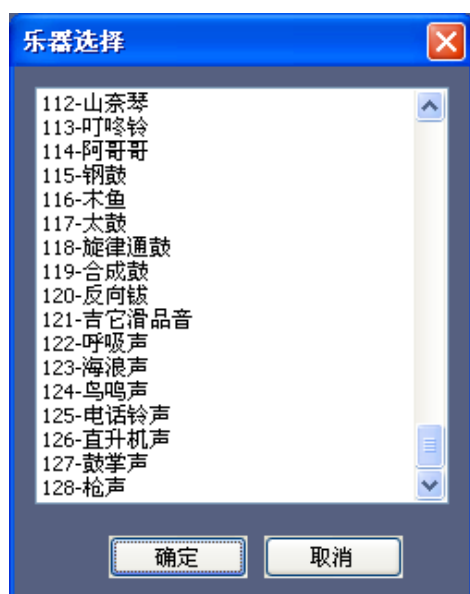 乐器选择
112-山奈琴
113-叮咚铃
114-阿哥哥
115-钢鼓
116-木鱼
117-太鼓
118-旋律通鼓
119-合成鼓
120-反向钹
121-吉它滑品音
122-呼吸声
123-海浪声
124-鸟鸣声
125-电话铃声
126-直升机声
127-鼓掌声
128-枪声
确定
取消